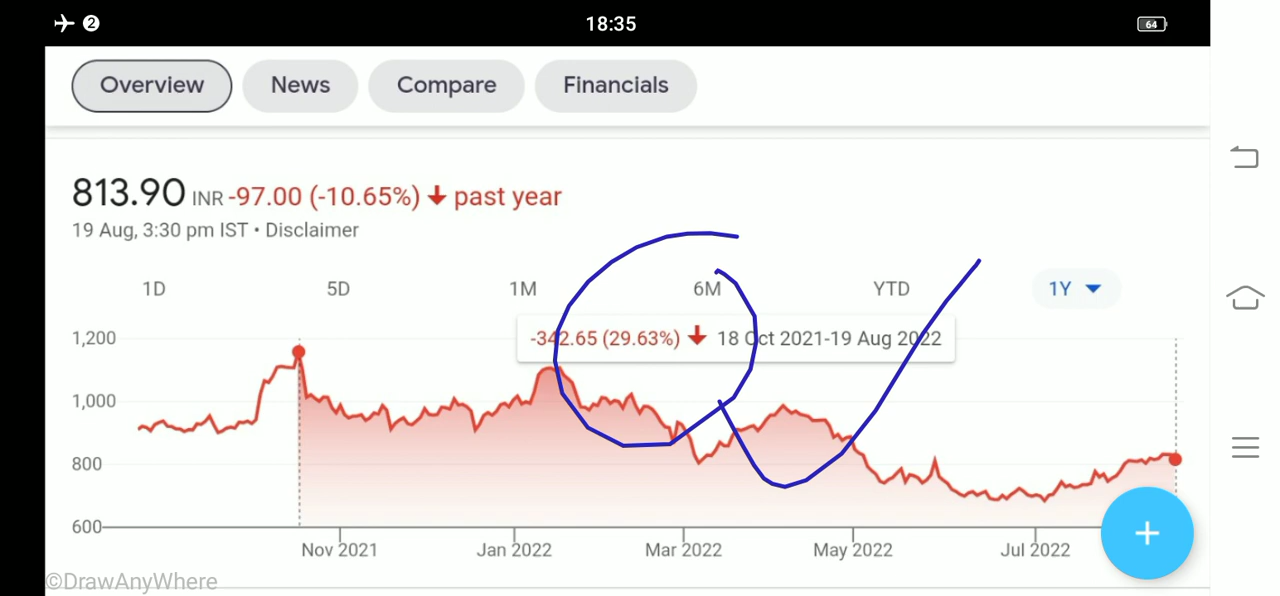 2 18:35 64
Overview News Compare Financials
813.90 INR -97.00 (-10.65%) past year
19 Aug, 3:30 pm IST • Disclaimer
1D 5D 1M 6M YTD 1Y
-342.65 (29.63%) 18 Oct 2021-19 Aug 2022
1,200
1,000
800
600
Nov 2021 Jan 2022 Mar 2022 May 2022 Jul 2022
©DrawAnyWhere